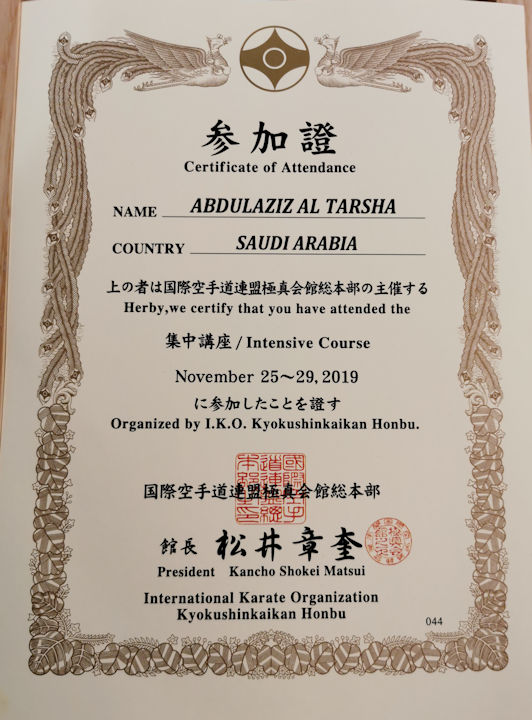 参加證
Certificate of Attendance
NAME ABDULAZIZ AL TARSHA
COUNTRY SAUDI ARABIA
上の者は国際空手道連盟極真会館総本部の主催する
Herby,we certify that you have attended the
集中講座 / Intensive Course
November 25～29, 2019
に参加したことを證す
Organized by I.K.O. Kyokushinkaikan Honbu.
国際空手道連盟極真会館総本部
館長 松井章奎
President Kancho Shokei Matsui
International Karate Organization
Kyokushinkaikan Honbu
044